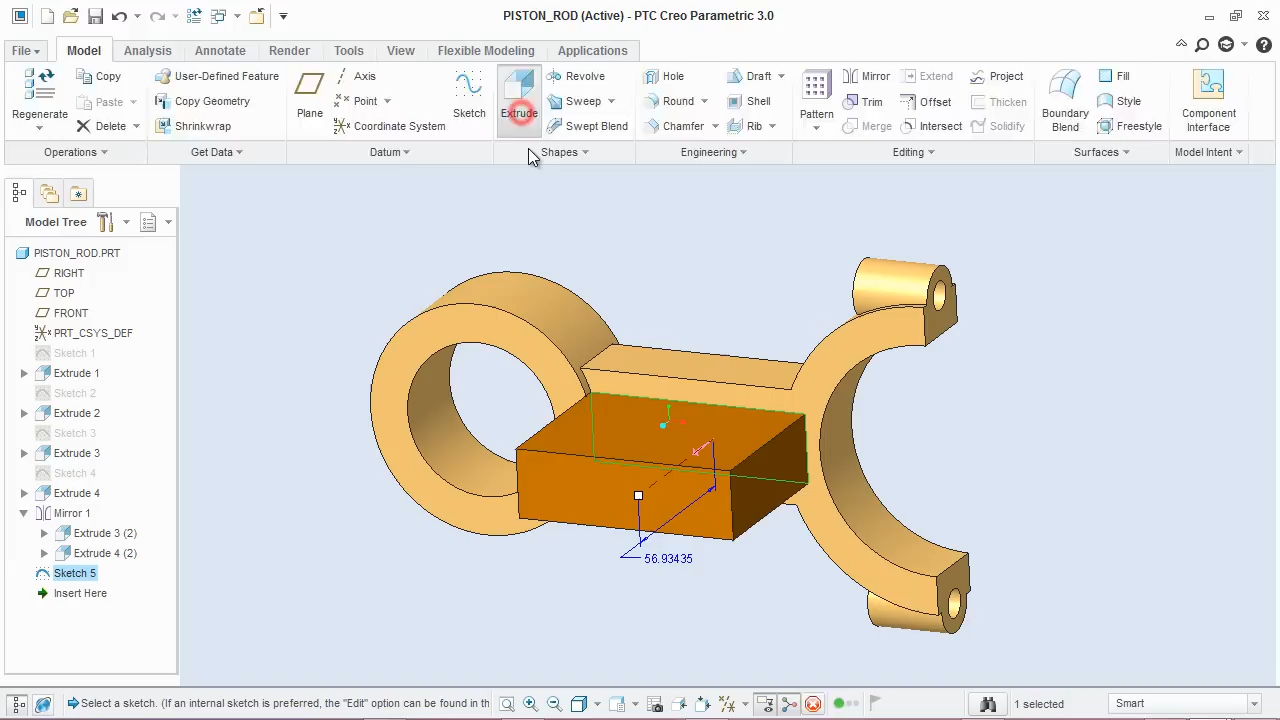 PISTON_ROD (Active) - PTC Creo Parametric 3.0
File Model Analysis Annotate Render Tools View Flexible Modeling Applications
Regenerate Copy Paste Delete
User-Defined Feature Copy Geometry Shrinkwrap
Plane Axis Point Coordinate System Sketch
Extrude Revolve Sweep Swept Blend
Hole Round Chamfer Draft Shell Rib
Pattern Mirror Trim Merge Extend Offset Intersect Project Thicken Solidify
Boundary Blend Fill Style Freestyle
Component Interface
Operations Get Data Datum Shapes Engineering Editing Surfaces Model Intent
Model Tree
PISTON_ROD.PRT
RIGHT
TOP
FRONT
PRT_CSYS_DEF
Sketch 1
Extrude 1
Sketch 2
Extrude 2
Sketch 3
Extrude 3
Sketch 4
Extrude 4
Mirror 1
Extrude 3 (2)
Extrude 4 (2)
Sketch 5
Insert Here
56.93435
Select a sketch. (If an internal sketch is preferred, the "Edit" option can be found in the
1 selected
Smart